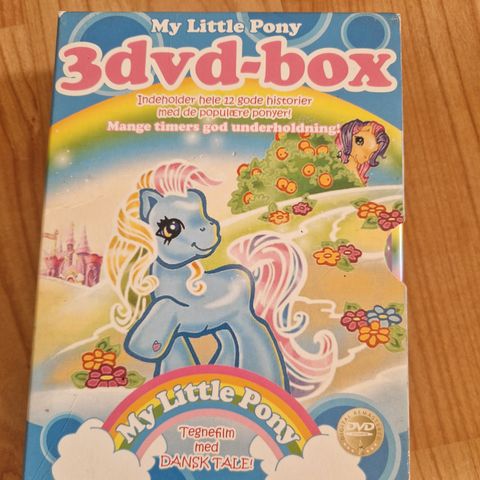 My Little Pony
3dvd-box
Indeholder hele 12 gode historier
med de populære ponyer!
Mange timers god underholdning!
My Little Pony
Tegnefilm
med
DANSK TALE!
DVD